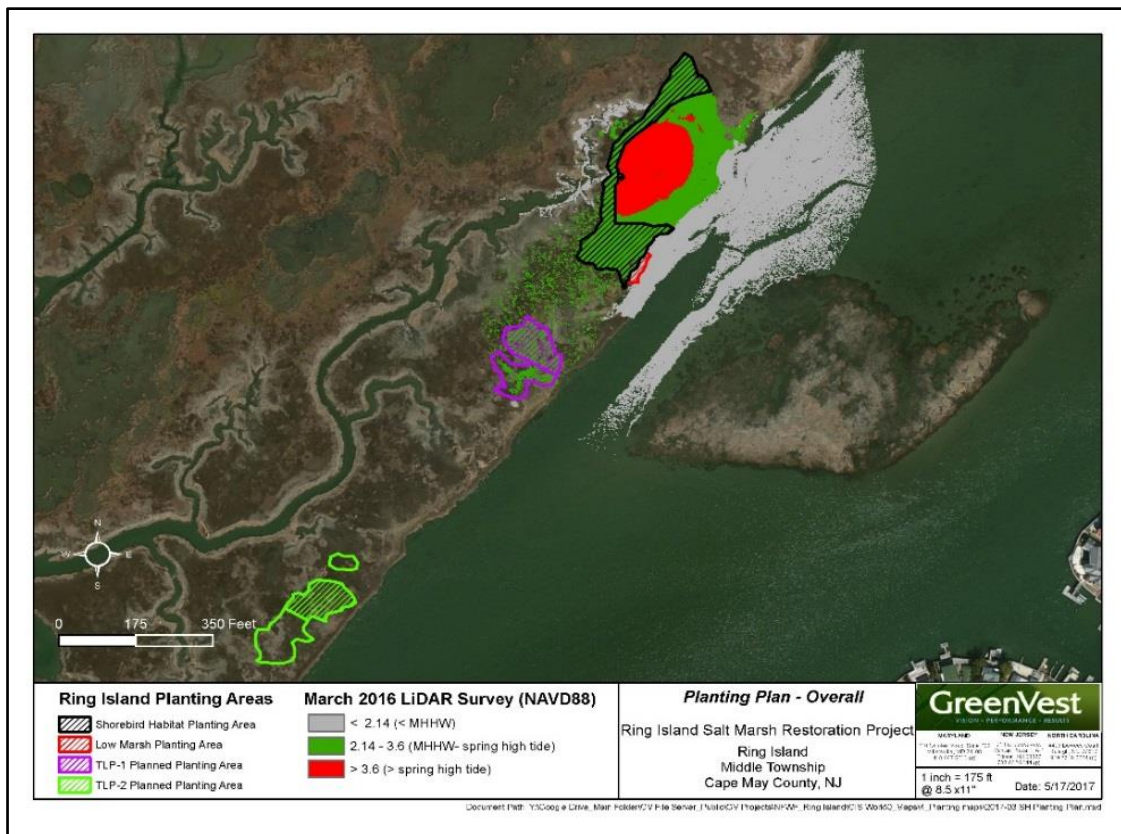 N
W E
S
0 175 350 Feet
Ring Island Planting Areas
Shorebird Habitat Planting Area
Low Marsh Planting Area
TLP-1 Planned Planting Area
TLP-2 Planned Planting Area
March 2016 LiDAR Survey (NAVD88)
< 2.14 (< MHHW)
2.14 - 3.6 (MHHW- spring high tide)
> 3.6 (> spring high tide)
Planting Plan - Overall
Ring Island Salt Marsh Restoration Project
Ring Island
Middle Township
Cape May County, NJ
GreenVest
VISION • PERFORMANCE • RESULTS
MARYLAND NEW JERSEY NORTH CAROLINA
1 inch = 175 ft
@ 8.5 x11"
Date: 5/17/2017
Document Path: